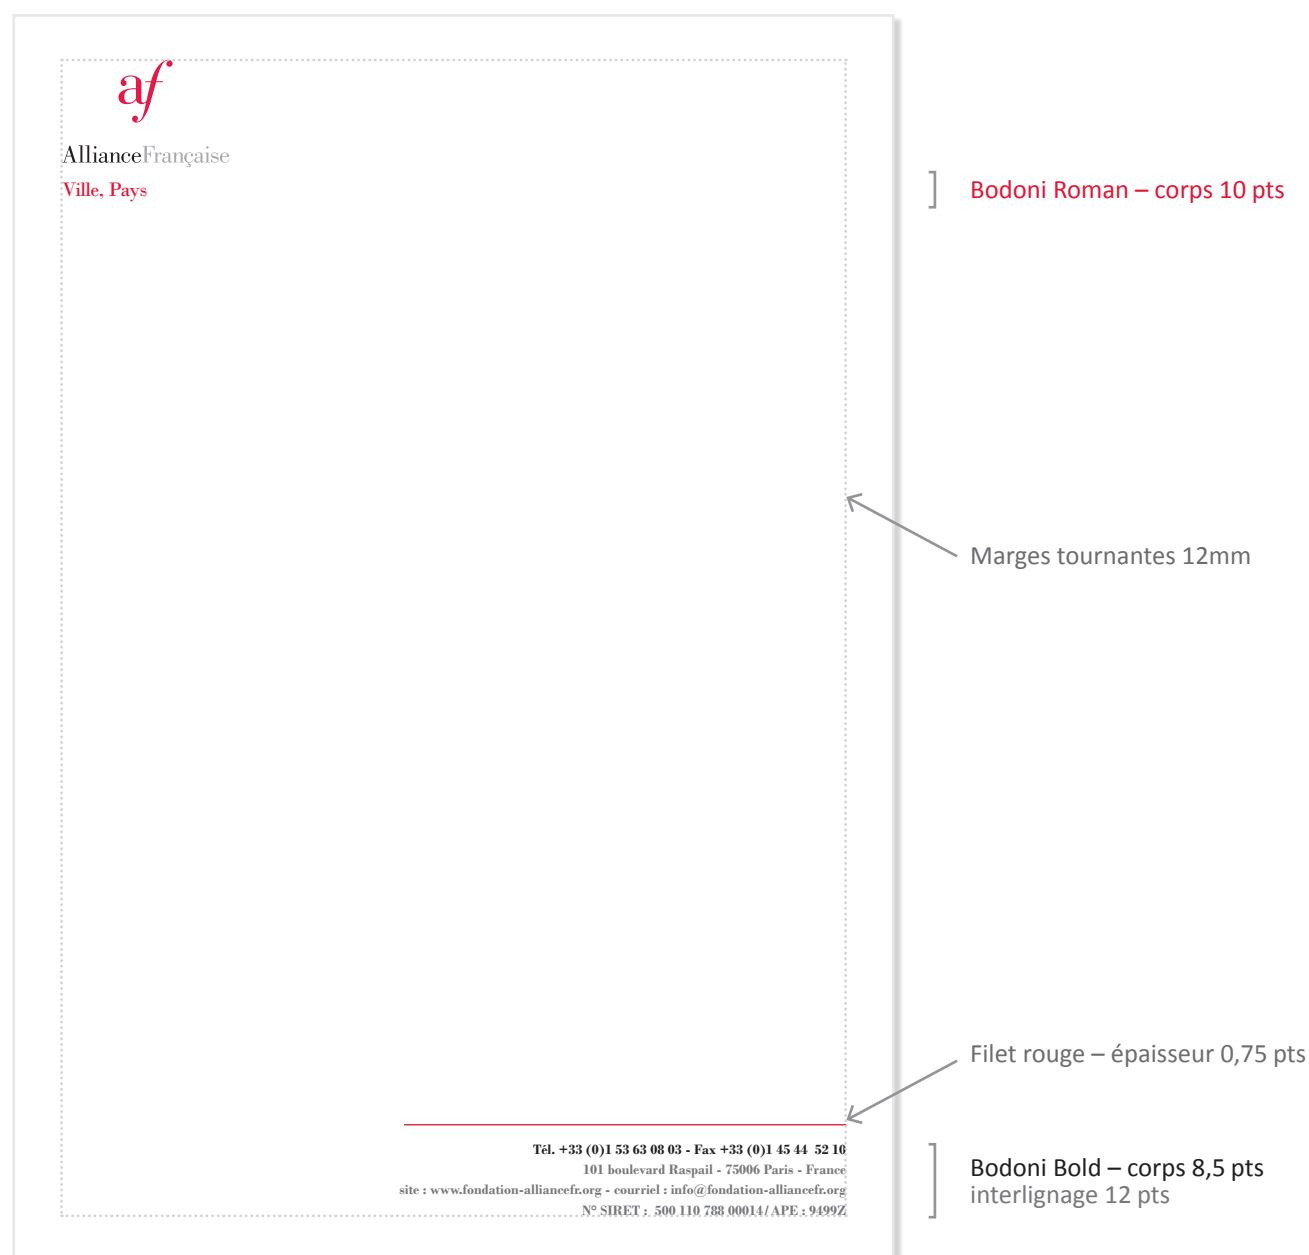 af
AllianceFrançaise
Ville, Pays
Bodoni Roman – corps 10 pts
Marges tournantes 12mm
Filet rouge – épaisseur 0,75 pts
Tél. +33 (0)1 53 63 08 03 - Fax +33 (0)1 45 44 52 10
101 boulevard Raspail - 75006 Paris - France
site : www.fondation-alliancefr.org - courriel : info@fondation-alliancefr.org
N° SIRET : 500 110 788 00014/ APE : 9499Z
Bodoni Bold – corps 8,5 pts
interlignage 12 pts